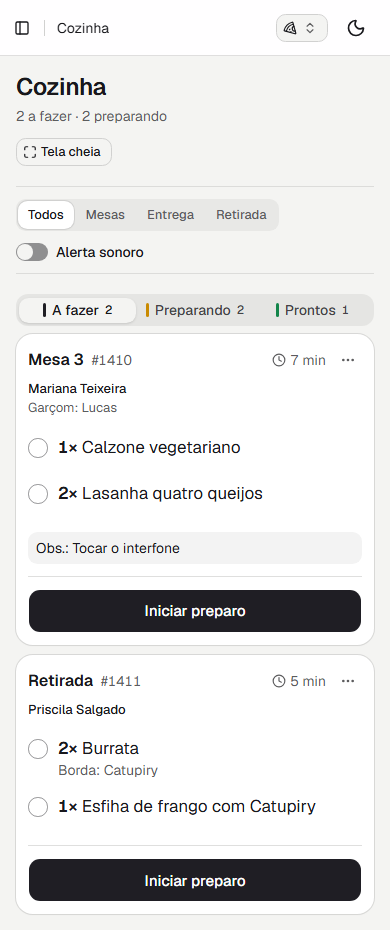 Cozinha
Cozinha
2 a fazer · 2 preparando
Tela cheia
Todos Mesas Entrega Retirada
Alerta sonoro
A fazer 2 Preparando 2 Prontos 1
Mesa 3 #1410 7 min
Mariana Teixeira
Garçom: Lucas
1× Calzone vegetariano
2× Lasanha quatro queijos
Obs.: Tocar o interfone
Iniciar preparo
Retirada #1411 5 min
Priscila Salgado
2× Burrata
Borda: Catupiry
1× Esfiha de frango com Catupiry
Iniciar preparo